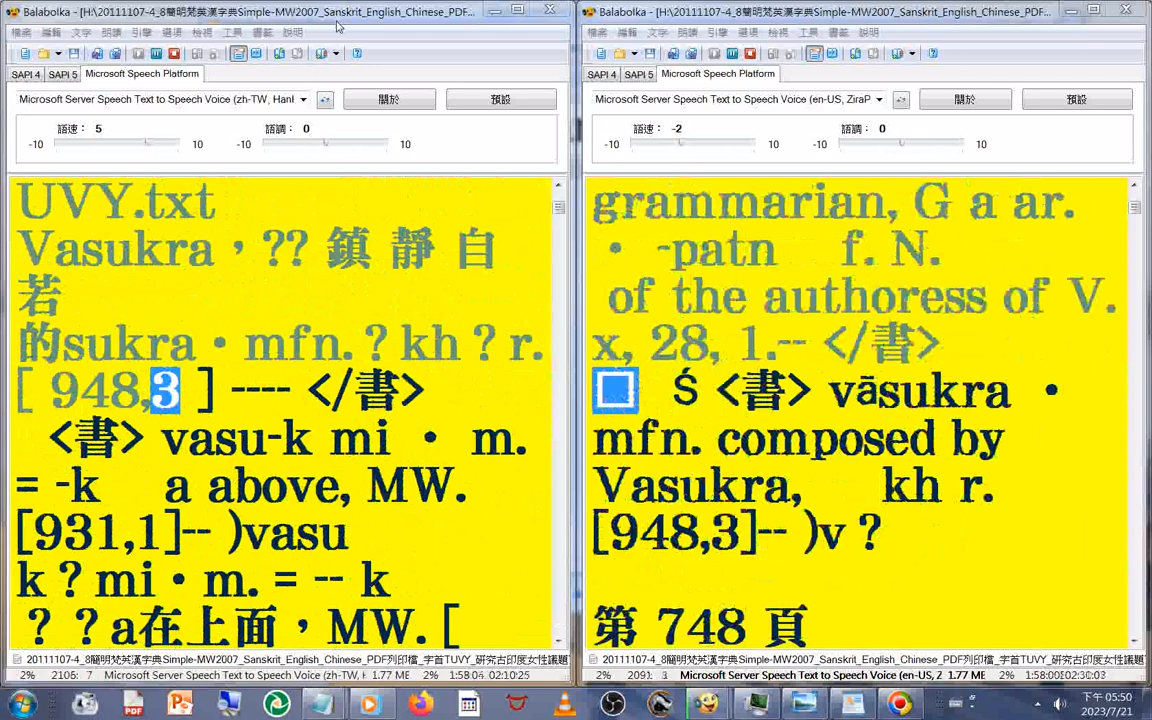 Balabolka - [H:\20111107-4_8簡明梵英漢字典Simple-MW2007_Sanskrit_English_Chinese_PDF...
檔案 編輯 文字 朗讀 引擎 選項 檢視 工具 書籤 說明
SAPI 4 SAPI 5 Microsoft Speech Platform
Microsoft Server Speech Text to Speech Voice (zh-TW, HanI 關於 預設
語速： 5 語調： 0
-10 10 -10 10
UVY.txt
Vasukra，?? 鎮 靜 自
若
的sukra • mfn. ? kh ? r.
[ 948,3 ] ---- </書>
<書> vasu-k mi • m.
= -k a above, MW.
[931,1]-- )vasu
k ? mi • m. = -- k
? ? a在上面，MW. [
20111107-4_8簡明梵英漢字典Simple-MW2007_Sanskrit_English_Chinese_PDF列印檔_字首TUVY_研究古印度女性議題
2% 2106: 7 Microsoft Server Speech Text to Speech Voice (zh-TW, H 1.77 MB 2% 1:58:04 02:10:25
Balabolka - [H:\20111107-4_8簡明梵英漢字典Simple-MW2007_Sanskrit_English_Chinese_PDF...
檔案 編輯 文字 朗讀 引擎 選項 檢視 工具 書籤 說明
SAPI 4 SAPI 5 Microsoft Speech Platform
Microsoft Server Speech Text to Speech Voice (en-US, ZiraP 關於 預設
語速： -2 語調： 0
-10 10 -10 10
grammarian, G a ar.
• -patn f. N.
of the authoress of V.
x, 28, 1.-- </書>
Ś <書> vāsukra •
mfn. composed by
Vasukra, kh r.
[948,3]-- )v ?
第 748 頁
20111107-4_8簡明梵英漢字典Simple-MW2007_Sanskrit_English_Chinese_PDF列印檔_字首TUVY_研究古印度女性議題
2% 2091: 3 Microsoft Server Speech Text to Speech Voice (en-US, Z 1.77 MB 2%
下午 05:50
2023/7/21